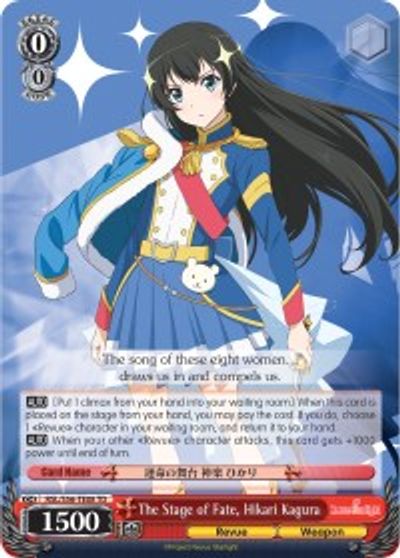 0
0
The song of these eight women...
draws us in and compels us.
AUTO [Put 1 climax from your hand into your waiting room] When this card is
placed on the stage from your hand, you may pay the cost. If you do, choose
1 <Revue> character in your waiting room, and return it to your hand.
AUTO When your other <Revue> character attacks, this card gets +1000
power until end of turn.
Card Name 運命の舞台 神楽 ひかり
1500
The Stage of Fate, Hikari Kagura
Revue Weapon